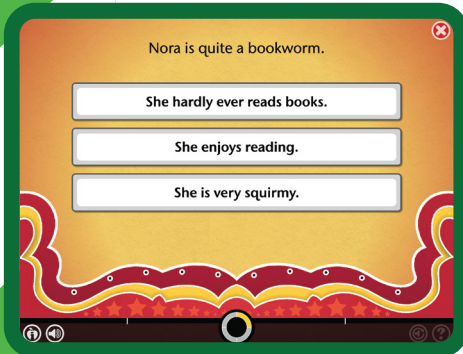 Nora is quite a bookworm.
She hardly ever reads books.
She enjoys reading.
She is very squirmy.